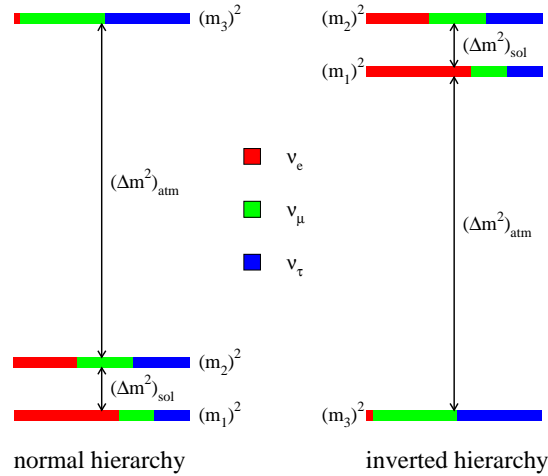 (m₃)²
(m₂)²
(Δm²)sol
(m₁)²
νe
(Δm²)atm
νμ
(Δm²)atm
ντ
(m₂)²
(Δm²)sol
(m₁)²
(m₃)²
normal hierarchy
inverted hierarchy